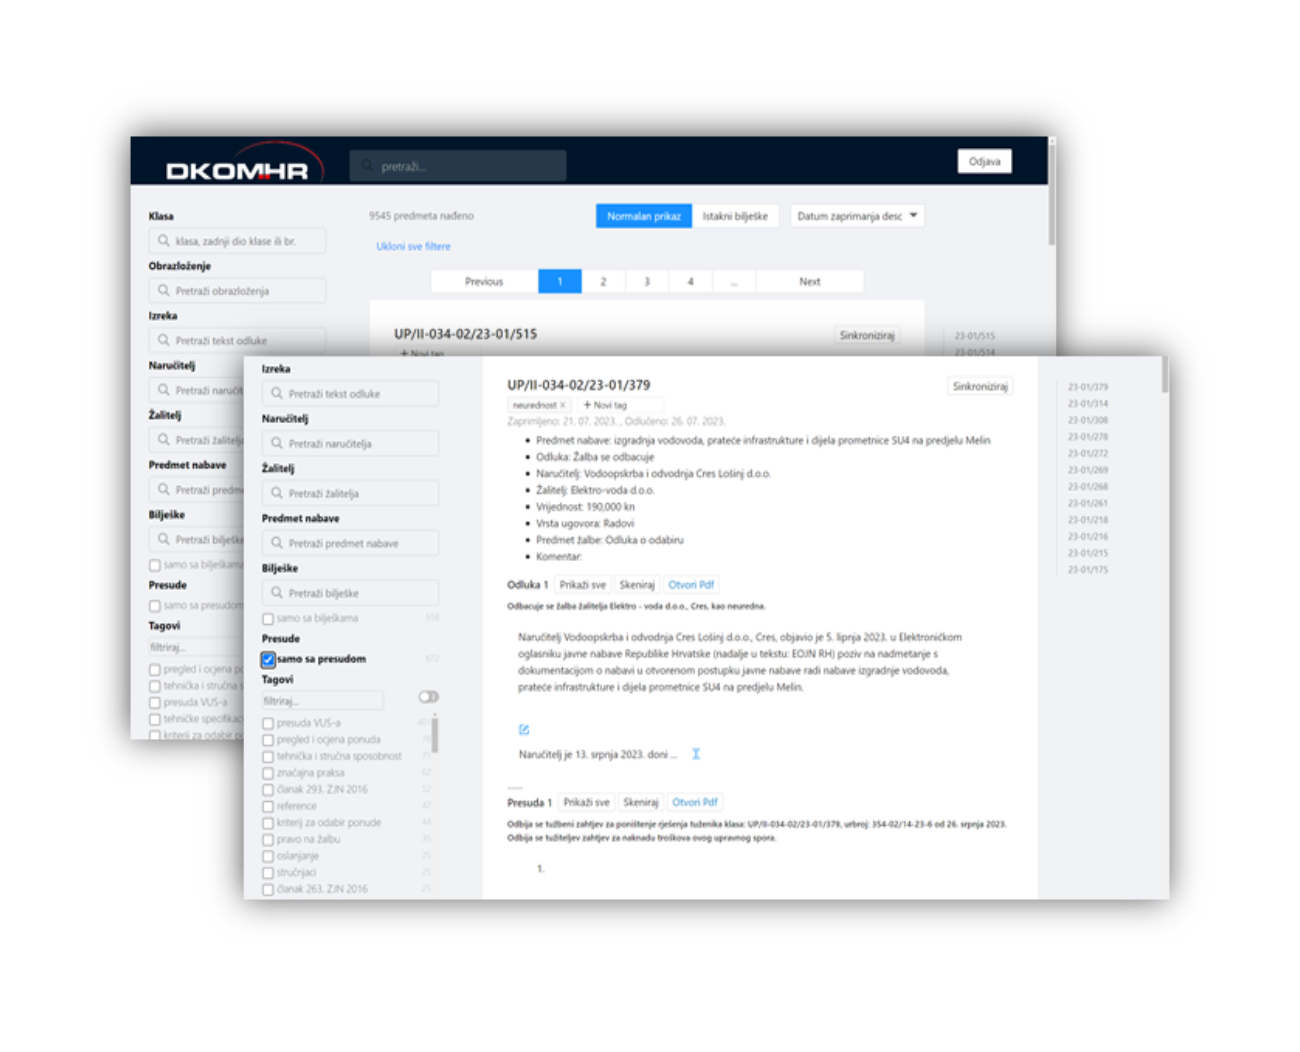 DKOMHR
pretraži...
Odjava
Klasa
klasa, zadnji dio klase ili br.
Obrazloženje
Pretraži obrazloženja
Izreka
Pretraži tekst odluke
Naručitelj
Pretraži naručit
Žalitelj
Pretraži žalitelj
Predmet nabave
Pretraži predme
Bilješke
Pretraži bilješke
samo sa bilješkama
Presude
samo sa presudom
Tagovi
filtriraj...
pregled i ocjena po
tehnička i stručna s
presuda VUS-a
tehničke specifikac
kriterij za odabir po
9545 predmeta nađeno
Normalan prikaz
Istakni bilješke
Datum zaprimanja desc
Ukloni sve filtere
Previous 1 2 3 4 ... Next
UP/II-034-02/23-01/515
Sinkroniziraj
+ Novi tag
23-01/515
23-01/514
Izreka
Pretraži tekst odluke
Naručitelj
Pretraži naručitelja
Žalitelj
Pretraži žalitelja
Predmet nabave
Pretraži predmet nabave
Bilješke
Pretraži bilješke
samo sa bilješkama
Presude
samo sa presudom 672
Tagovi
filtriraj...
presuda VUS-a
pregled i ocjena ponuda
tehnička i stručna sposobnost
značajna praksa 62
članak 293. ZJN 2016 52
reference 47
kriterij za odabir ponude 44
pravo na žalbu
oslanjanje 25
stručnjaci 25
članak 263. ZJN 2016 25
UP/II-034-02/23-01/379
Sinkroniziraj
neurednost × + Novi tag
Zaprimljeno: 21. 07. 2023. , Odlučeno: 26. 07. 2023.
• Predmet nabave: izgradnja vodovoda, prateće infrastrukture i dijela prometnice SU4 na predjelu Melin
• Odluka: Žalba se odbacuje
• Naručitelj: Vodoopskrba i odvodnja Cres Lošinj d.o.o.
• Žalitelj: Elektro-voda d.o.o.
• Vrijednost: 190,000 kn
• Vrsta ugovora: Radovi
• Predmet žalbe: Odluka o odabiru
• Komentar:
Odluka 1 Prikaži sve Skeniraj Otvori Pdf
Odbacuje se žalba žalitelja Elektro - voda d.o.o., Cres, kao neuredna.
Naručitelj Vodoopskrba i odvodnja Cres Lošinj d.o.o., Cres, objavio je 5. lipnja 2023. u Elektroničkom
oglasniku javne nabave Republike Hrvatske (nadalje u tekstu: EOJN RH) poziv na nadmetanje s
dokumentacijom o nabavi u otvorenom postupku javne nabave radi nabave izgradnje vodovoda,
prateće infrastrukture i dijela prometnice SU4 na predjelu Melin.
Naručitelj je 13. srpnja 2023. doni ...
Presuda 1 Prikaži sve Skeniraj Otvori Pdf
Odbija se tužbeni zahtjev za poništenje rješenja tuženika klasa: UP/II-034-02/23-01/379, urbroj: 354-02/14-23-6 od 26. srpnja 2023.
Odbija se tužiteljev zahtjev za naknadu troškova ovog upravnog spora.
1.
23-01/379
23-01/314
23-01/308
23-01/278
23-01/272
23-01/269
23-01/268
23-01/261
23-01/218
23-01/216
23-01/215
23-01/175